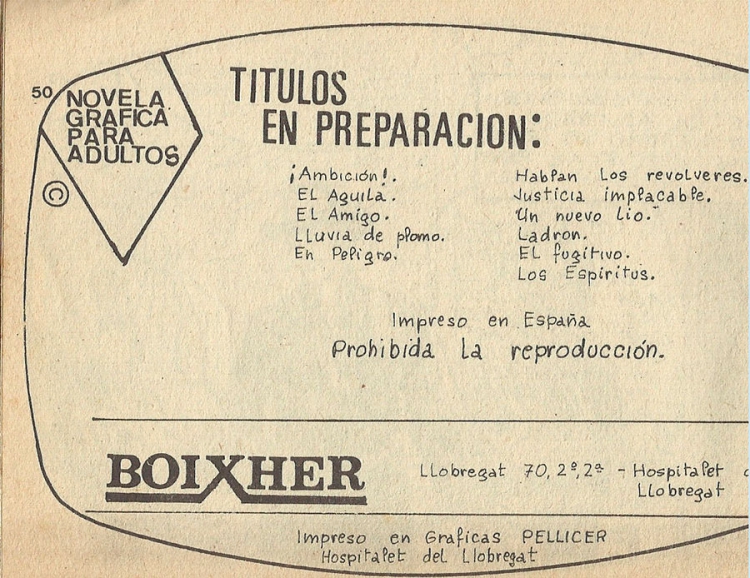 50
NOVELA
GRAFICA
PARA
ADULTOS
©
TITULOS
EN PREPARACION:
¡Ambición!.
EL Aguila.
EL Amigo.
Lluvia de plomo.
En Peligro.
Hablan Los revolveres.
Justicia implacable.
Un nuevo Lio.
Ladron.
EL fugitivo.
Los Espiritus.
Impreso en España
Prohibida la reproducción.
BOIXHER
Llobregat 70, 2º, 2ª - Hospitalet
Llobregat
Impreso en Graficas PELLICER
Hospitalet del Llobregat